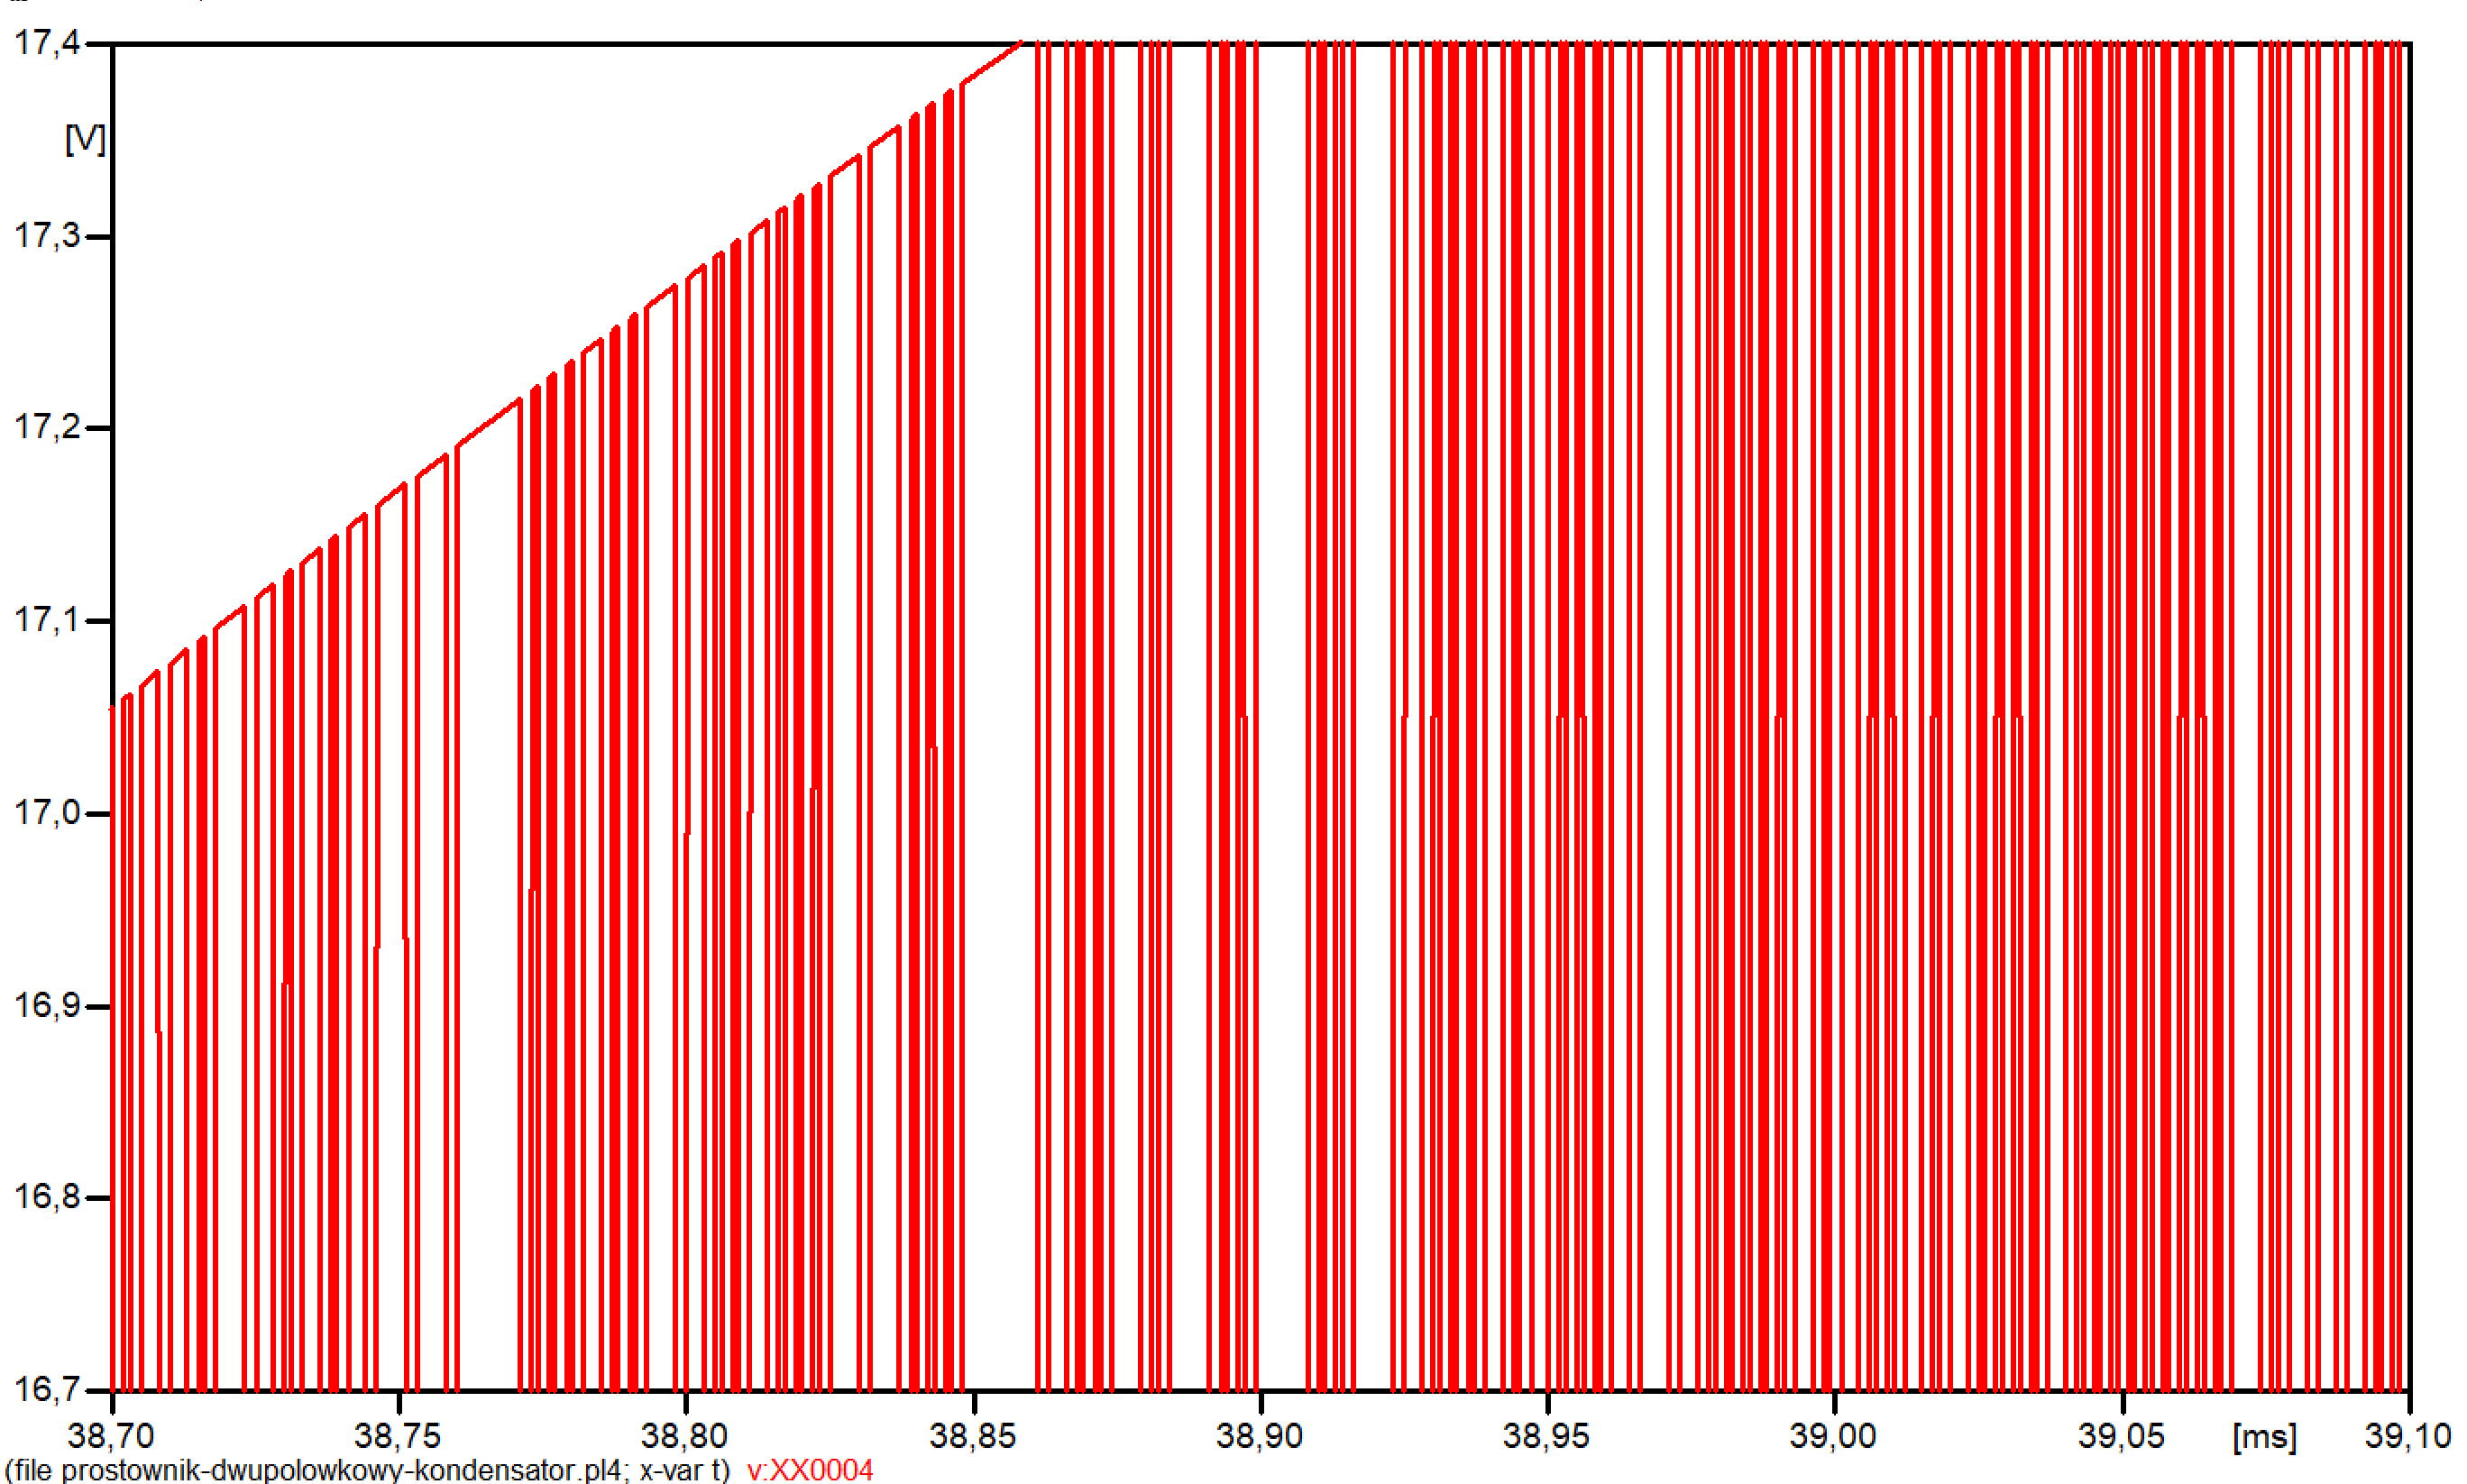 17,4
[V]
17,3
17,2
17,1
17,0
16,9
16,8
16,7
38,70 38,75 38,80 38,85 38,90 38,95 39,00 39,05 [ms] 39,10
(file prostownik-dwupolowkowy-kondensator.pl4; x-var t) v:XX0004